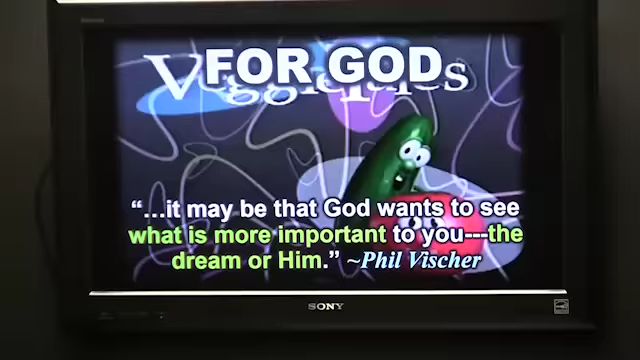 FOR GOD
VeggieTales
“...it may be that God wants to see
what is more important to you---the
dream or Him.” ~Phil Vischer
SONY